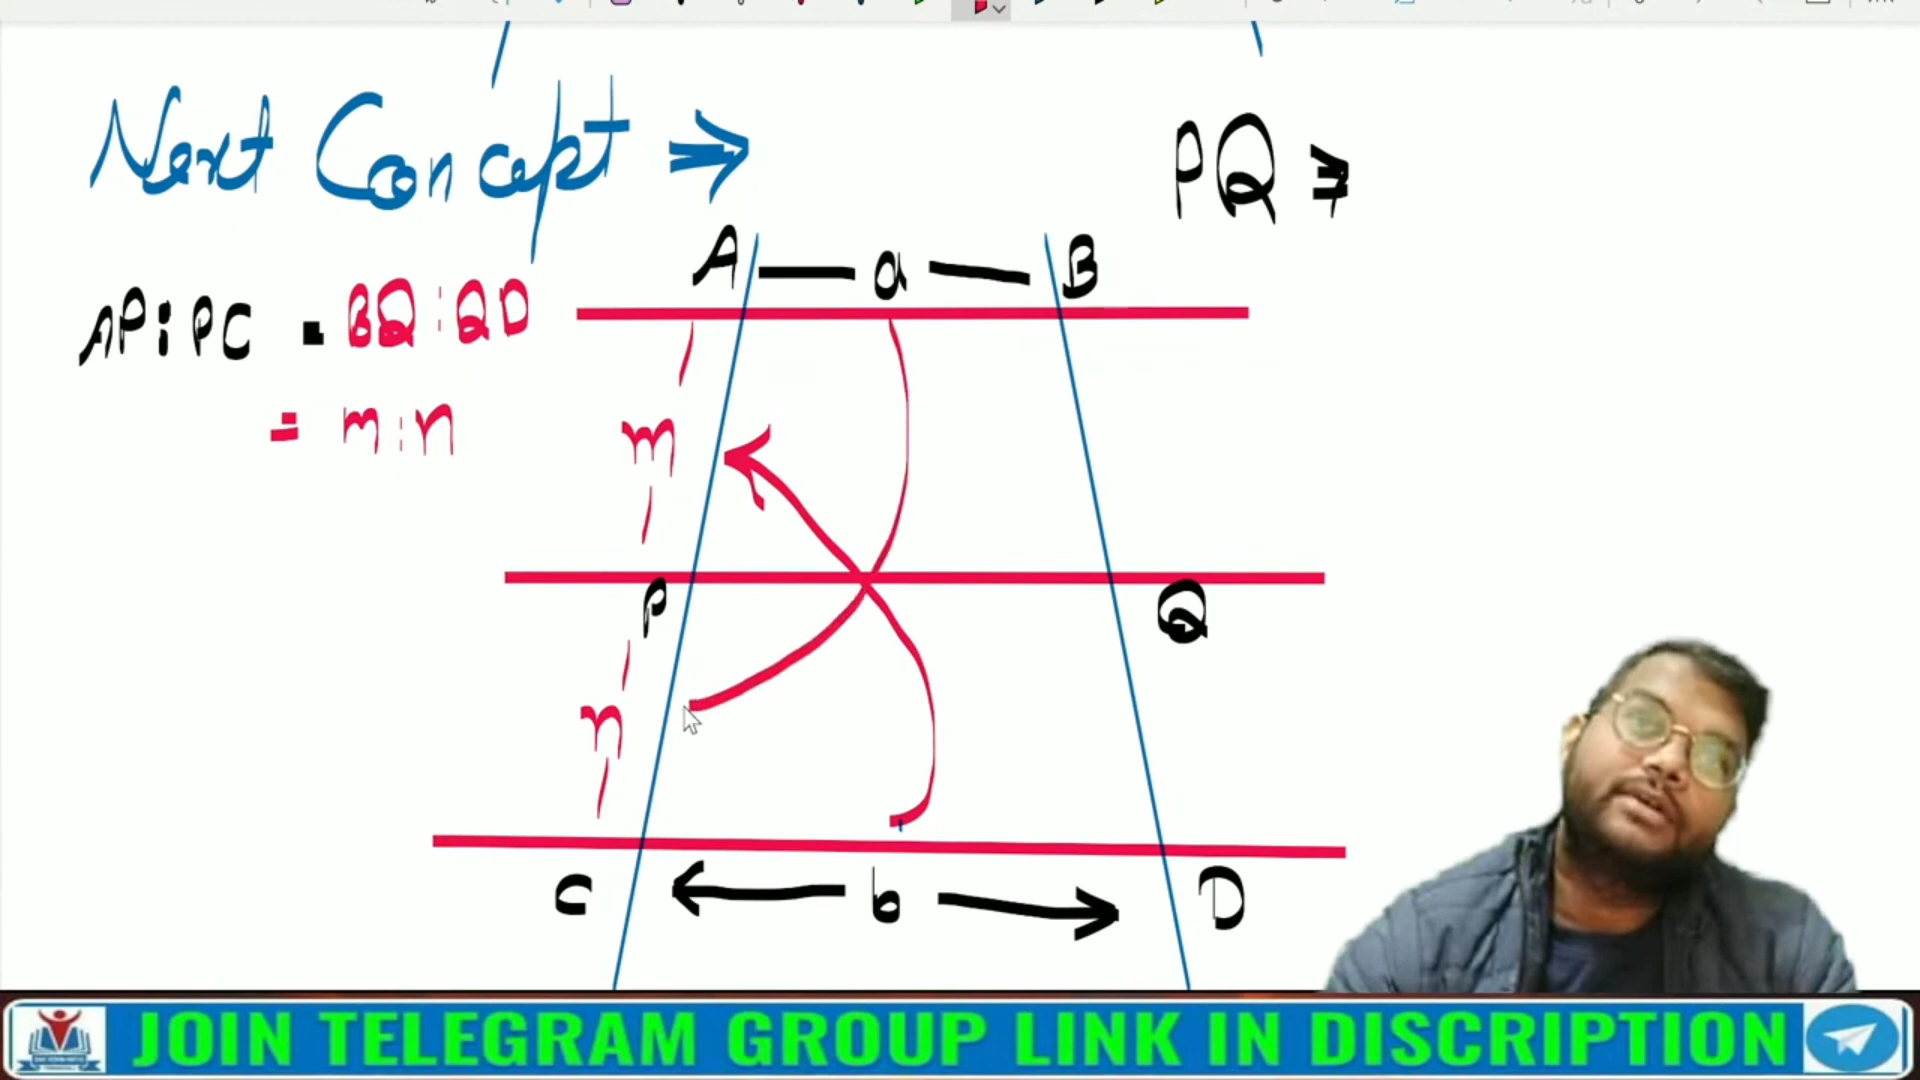 Next Concept ⇒
PQ ⇒
A — a — B
AP : PC = BQ : QD
= m : n
m
P
Q
n
C ← b → D
JOIN TELEGRAM GROUP LINK IN DISCRIPTION